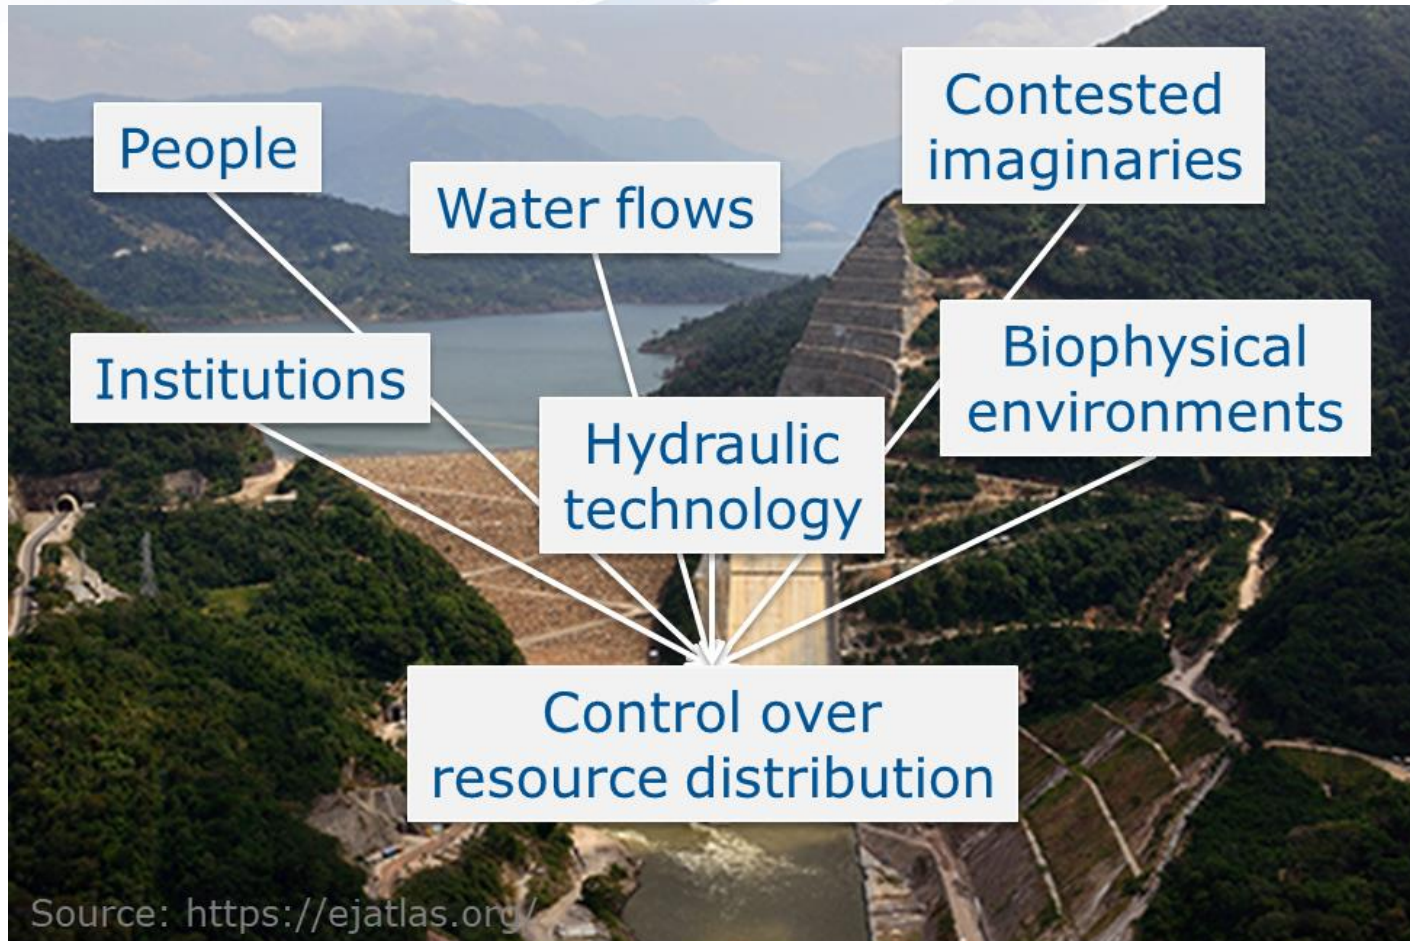 People
Water flows
Contested
imaginaries
Institutions
Hydraulic
technology
Biophysical
environments
Control over
resource distribution
Source: https://ejatlas.org/